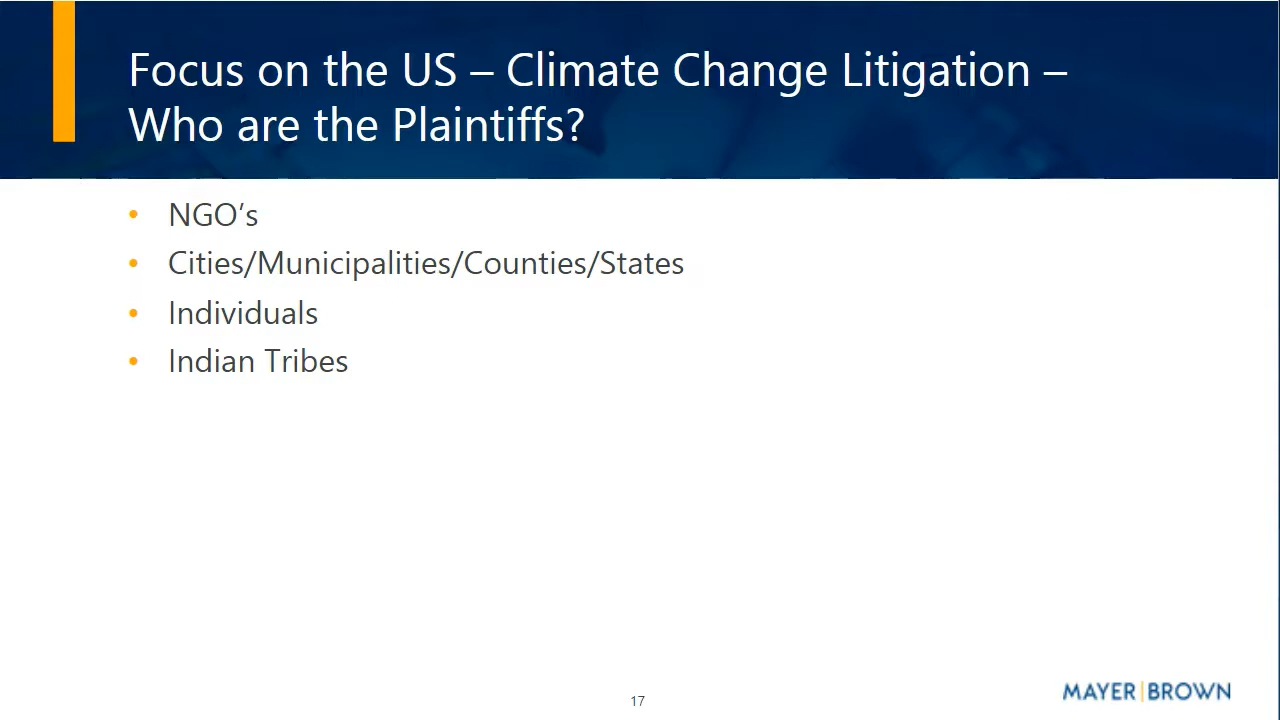 Focus on the US – Climate Change Litigation –
Who are the Plaintiffs?
• NGO’s
• Cities/Municipalities/Counties/States
• Individuals
• Indian Tribes
17
MAYER|BROWN